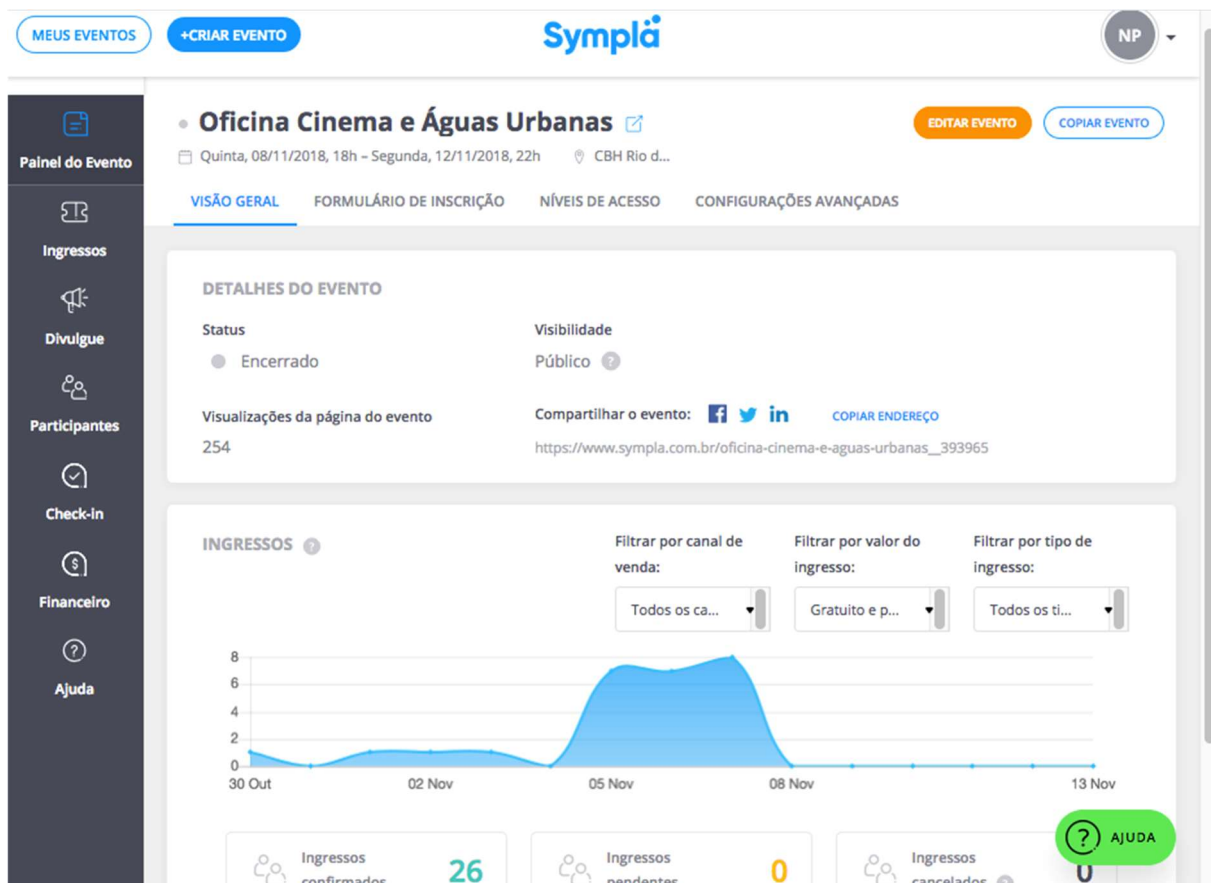 MEUS EVENTOS
+CRIAR EVENTO
Sympla
NP
Painel do Evento
Ingressos
Divulgue
Participantes
Check-in
Financeiro
Ajuda
Oficina Cinema e Águas Urbanas
EDITAR EVENTO
COPIAR EVENTO
Quinta, 08/11/2018, 18h – Segunda, 12/11/2018, 22h CBH Rio d...
VISÃO GERAL
FORMULÁRIO DE INSCRIÇÃO
NÍVEIS DE ACESSO
CONFIGURAÇÕES AVANÇADAS
DETALHES DO EVENTO
Status
Encerrado
Visibilidade
Público ?
Visualizações da página do evento
254
Compartilhar o evento:
COPIAR ENDEREÇO
https://www.sympla.com.br/oficina-cinema-e-aguas-urbanas__393965
INGRESSOS ?
Filtrar por canal de
venda:
Todos os ca...
Filtrar por valor do
ingresso:
Gratuito e p...
Filtrar por tipo de
ingresso:
Todos os ti...
8
6
4
2
0
30 Out
02 Nov
05 Nov
08 Nov
13 Nov
Ingressos
confirmados
26
Ingressos
pendentes
0
Ingressos
cancelados ?
0
? AJUDA